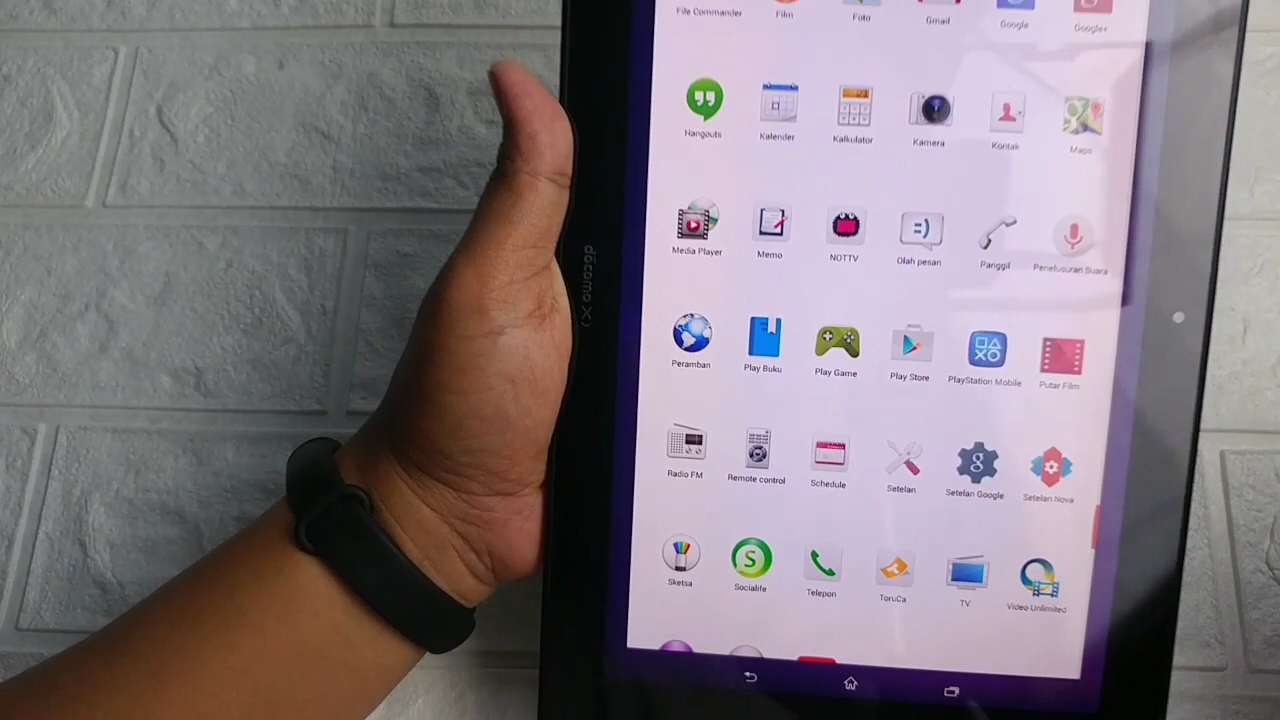 File Commander
Film
Foto
Gmail
Google
Google+
Hangouts
Kalender
Kalkulator
Kamera
Kontak
Maps
Media Player
Memo
NOTTV
Olah pesan
Panggil
Penelusuran Suara
Peramban
Play Buku
Play Game
Play Store
PlayStation Mobile
Putar Film
Radio FM
Remote control
Schedule
Setelan
Setelan Google
Setelan Nova
Sketsa
Socialife
Telepon
ToruCa
TV
Video Unlimited
döcomo